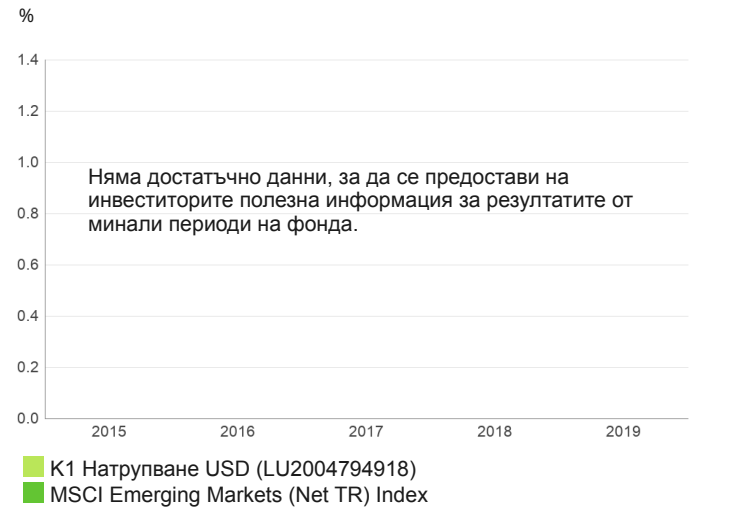 %
1.4
1.2
1.0
Няма достатъчно данни, за да се предостави на
инвеститорите полезна информация за резултатите от
минали периоди на фонда.
0.8
0.6
0.4
0.2
0.0
2015 2016 2017 2018 2019
K1 Натрупване USD (LU2004794918)
MSCI Emerging Markets (Net TR) Index